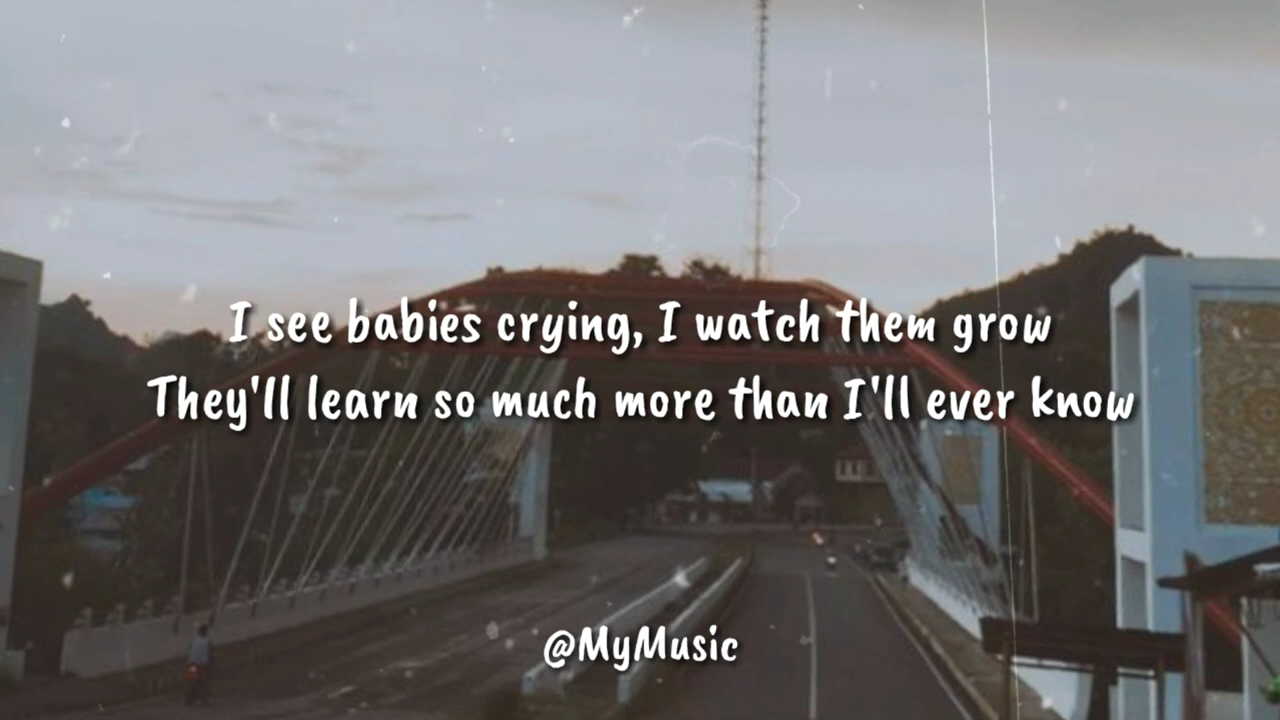 I see babies crying, I watch them grow
They'll learn so much more than I'll ever know
@MyMusic